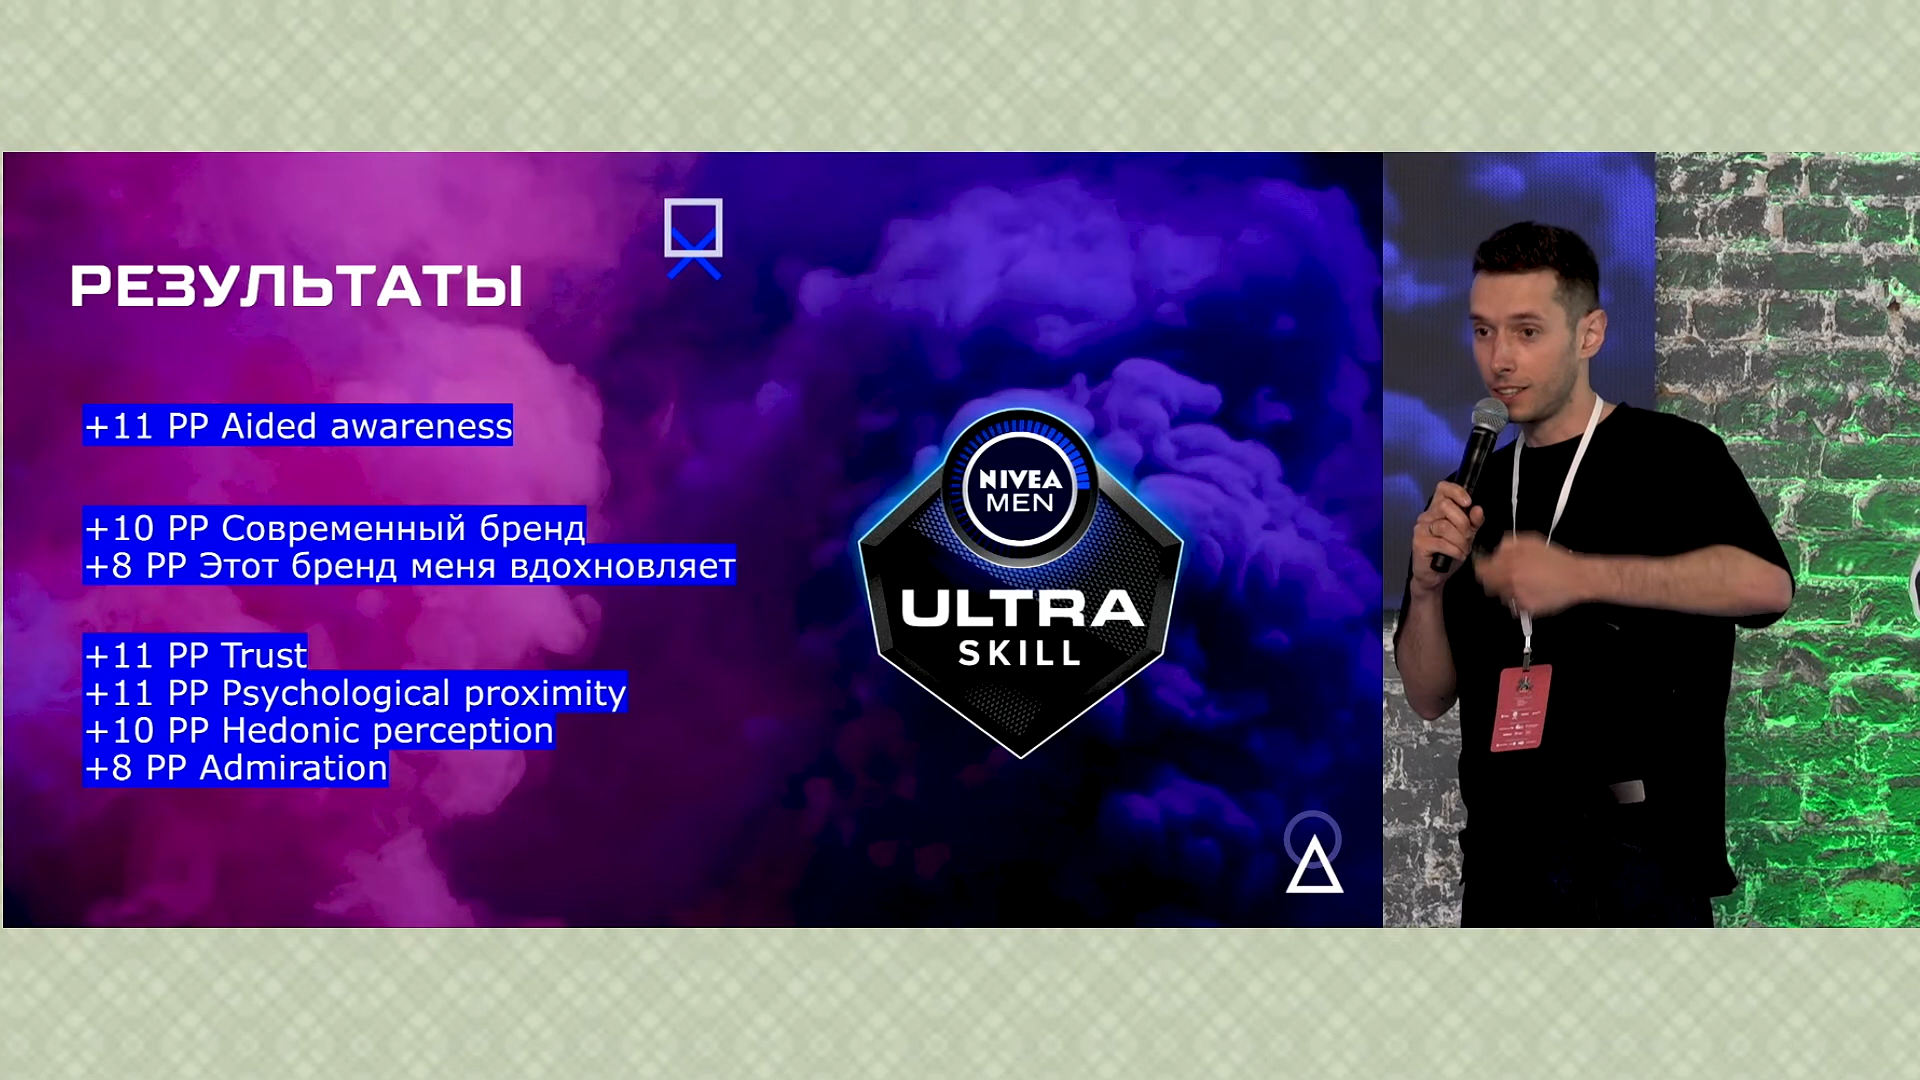 РЕЗУЛЬТАТЫ
+11 PP Aided awareness
+10 PP Современный бренд
+8 PP Этот бренд меня вдохновляет
+11 PP Trust
+11 PP Psychological proximity
+10 PP Hedonic perception
+8 PP Admiration
NIVEA
MEN
ULTRA
SKILL